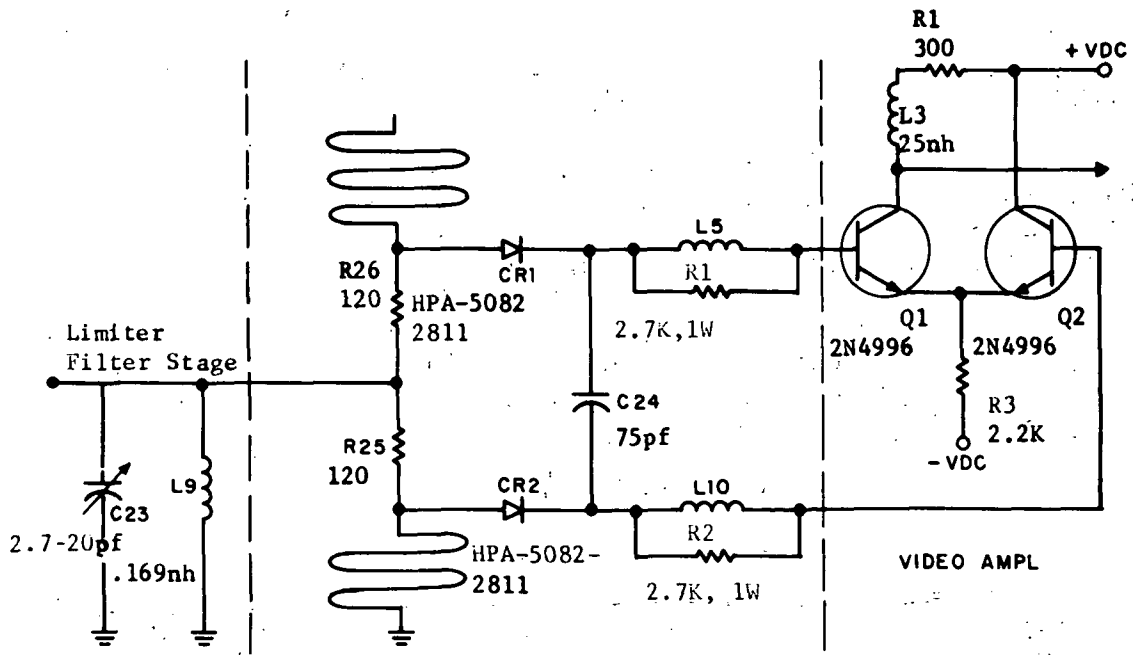 R1
300
+ VDC
L3
25nh
L5
CR1
R1
R26
120
HPA-5082
2811
2.7K,1W
Q1
Q2
2N4996
2N4996
Limiter
Filter Stage
C24
75pf
R3
2.2K
- VDC
R25
120
L9
C23
2.7-20pf
.169nh
CR2
L10
R2
HPA-5082-
2811
2.7K, 1W
VIDEO AMPL